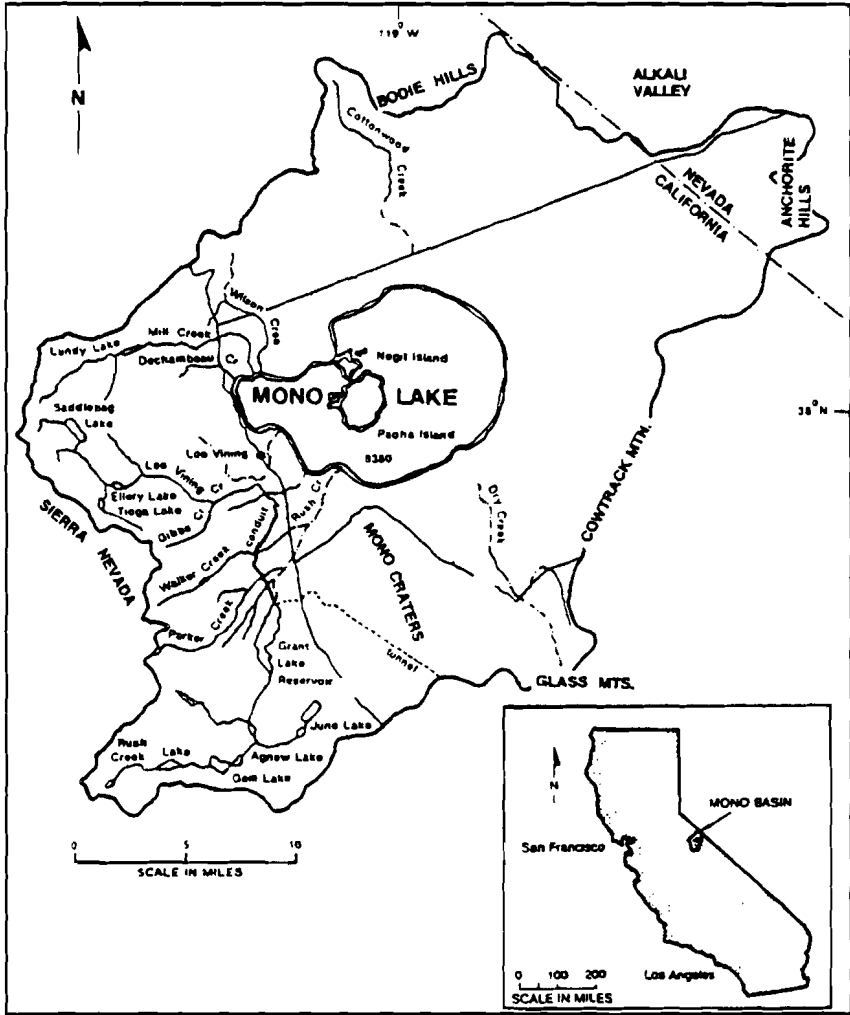 119° W
N
BODIE HILLS
ALKALI
VALLEY
Cottonwood
Creek
NEVADA
CALIFORNIA
ANCHORITE
HILLS
Wilson
Cree
Mill Creek
Lundy Lake
Dechambeau
Cr
Negit Island
MONO LAKE
38° N
Paoha Island
6380
Saddlebag
Lake
Lee Vining
Lee Vining Cr
Ellery Lake
Tioga Lake
Gibbs Cr
SIERRA NEVADA
Conduit
Rush Cr
Dry Creek
COWTRACK MTN.
Walker Creek
MONO CRATERS
Parker Creek
tunnel
Grant
Lake
Reservoir
GLASS MTS.
June Lake
Rush
Creek
Lake
Agnew Lake
Gem Lake
0 5 10
SCALE IN MILES
N
MONO BASIN
San Francisco
Los Angeles
0 100 200
SCALE IN MILES